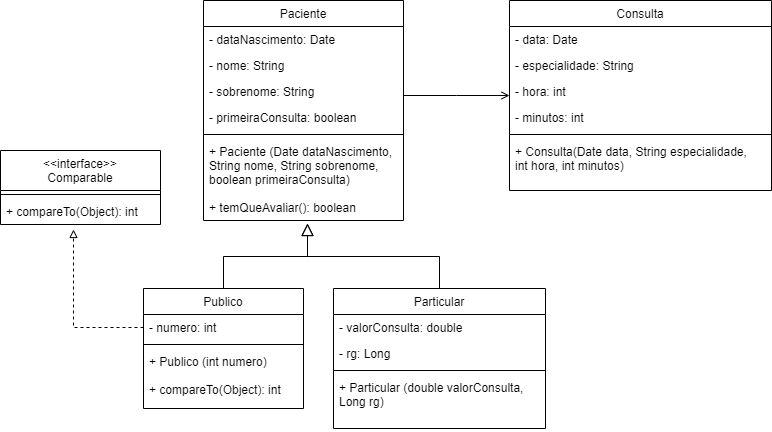 Paciente
- dataNascimento: Date
- nome: String
- sobrenome: String
- primeiraConsulta: boolean
+ Paciente (Date dataNascimento,
String nome, String sobrenome,
boolean primeiraConsulta)
+ temQueAvaliar(): boolean
Consulta
- data: Date
- especialidade: String
- hora: int
- minutos: int
+ Consulta(Date data, String especialidade,
int hora, int minutos)
<<interface>>
Comparable
+ compareTo(Object): int
Publico
- numero: int
+ Publico (int numero)
+ compareTo(Object): int
Particular
- valorConsulta: double
- rg: Long
+ Particular (double valorConsulta,
Long rg)